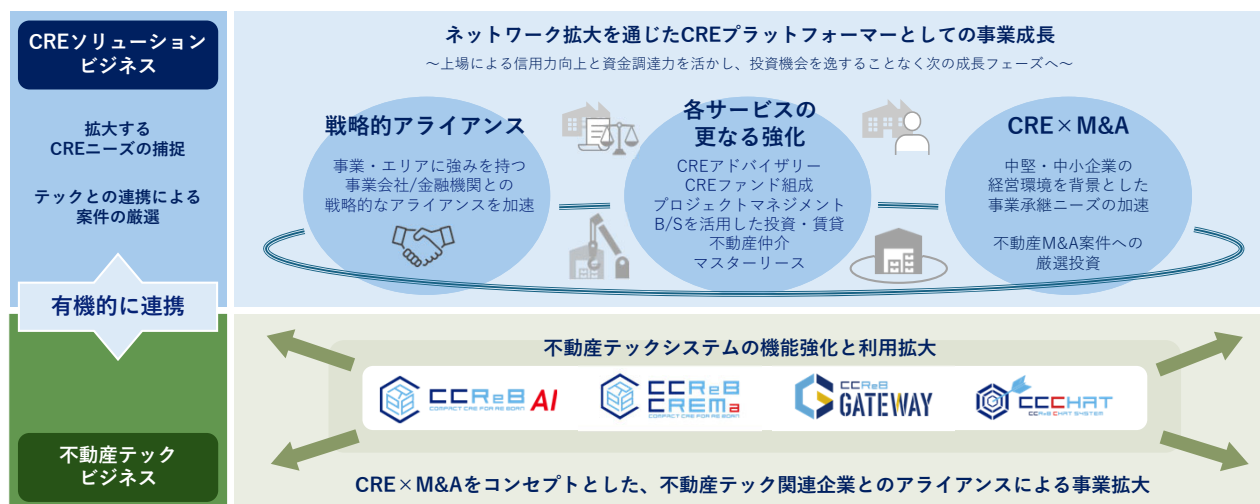 CREソリューション
ビジネス
拡大する
CREニーズの捕捉
テックとの連携による
案件の厳選
有機的に連携
不動産テック
ビジネス
ネットワーク拡大を通じたCREプラットフォーマーとしての事業成長
～上場による信用力向上と資金調達力を活かし、投資機会を逸することなく次の成長フェーズへ～
戦略的アライアンス
事業・エリアに強みを持つ
事業会社/金融機関との
戦略的なアライアンスを加速
各サービスの
更なる強化
CREアドバイザリー
CREファンド組成
プロジェクトマネジメント
B/Sを活用した投資・賃貸
不動産仲介
マスターリース
CRE×M&A
中堅・中小企業の
経営環境を背景とした
事業承継ニーズの加速
不動産M&A案件への
厳選投資
不動産テックシステムの機能強化と利用拡大
CCReB AI
COMPACT CRE FOR RE BORN
CCReB
CREMa
COMPACT CRE FOR RE BORN
CCReB
GATEWAY
CCCHAT
CCReB CHAT SYSTEM
CRE×M&Aをコンセプトとした、不動産テック関連企業とのアライアンスによる事業拡大